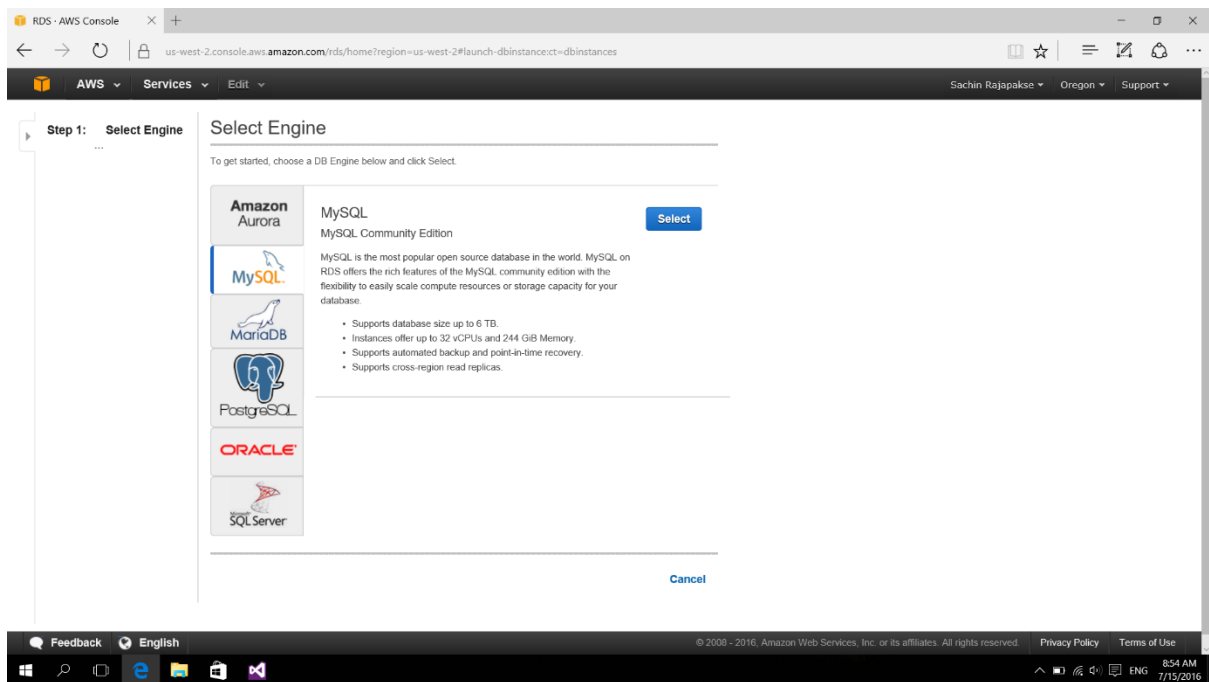 RDS · AWS Console
us-west-2.console.aws.amazon.com/rds/home?region=us-west-2#launch-dbinstance:ct=dbinstances
AWS Services Edit Sachin Rajapakse Oregon Support
Step 1: Select Engine
...
Select Engine
To get started, choose a DB Engine below and click Select.
Amazon
Aurora
MySQL
MariaDB
PostgreSQL
ORACLE
Microsoft
SQL Server
MySQL
Select
MySQL Community Edition
MySQL is the most popular open source database in the world. MySQL on
RDS offers the rich features of the MySQL community edition with the
flexibility to easily scale compute resources or storage capacity for your
database.
• Supports database size up to 6 TB.
• Instances offer up to 32 vCPUs and 244 GiB Memory.
• Supports automated backup and point-in-time recovery.
• Supports cross-region read replicas.
Cancel
Feedback English © 2008 - 2016, Amazon Web Services, Inc. or its affiliates. All rights reserved. Privacy Policy Terms of Use
ENG 8:54 AM
7/15/2016